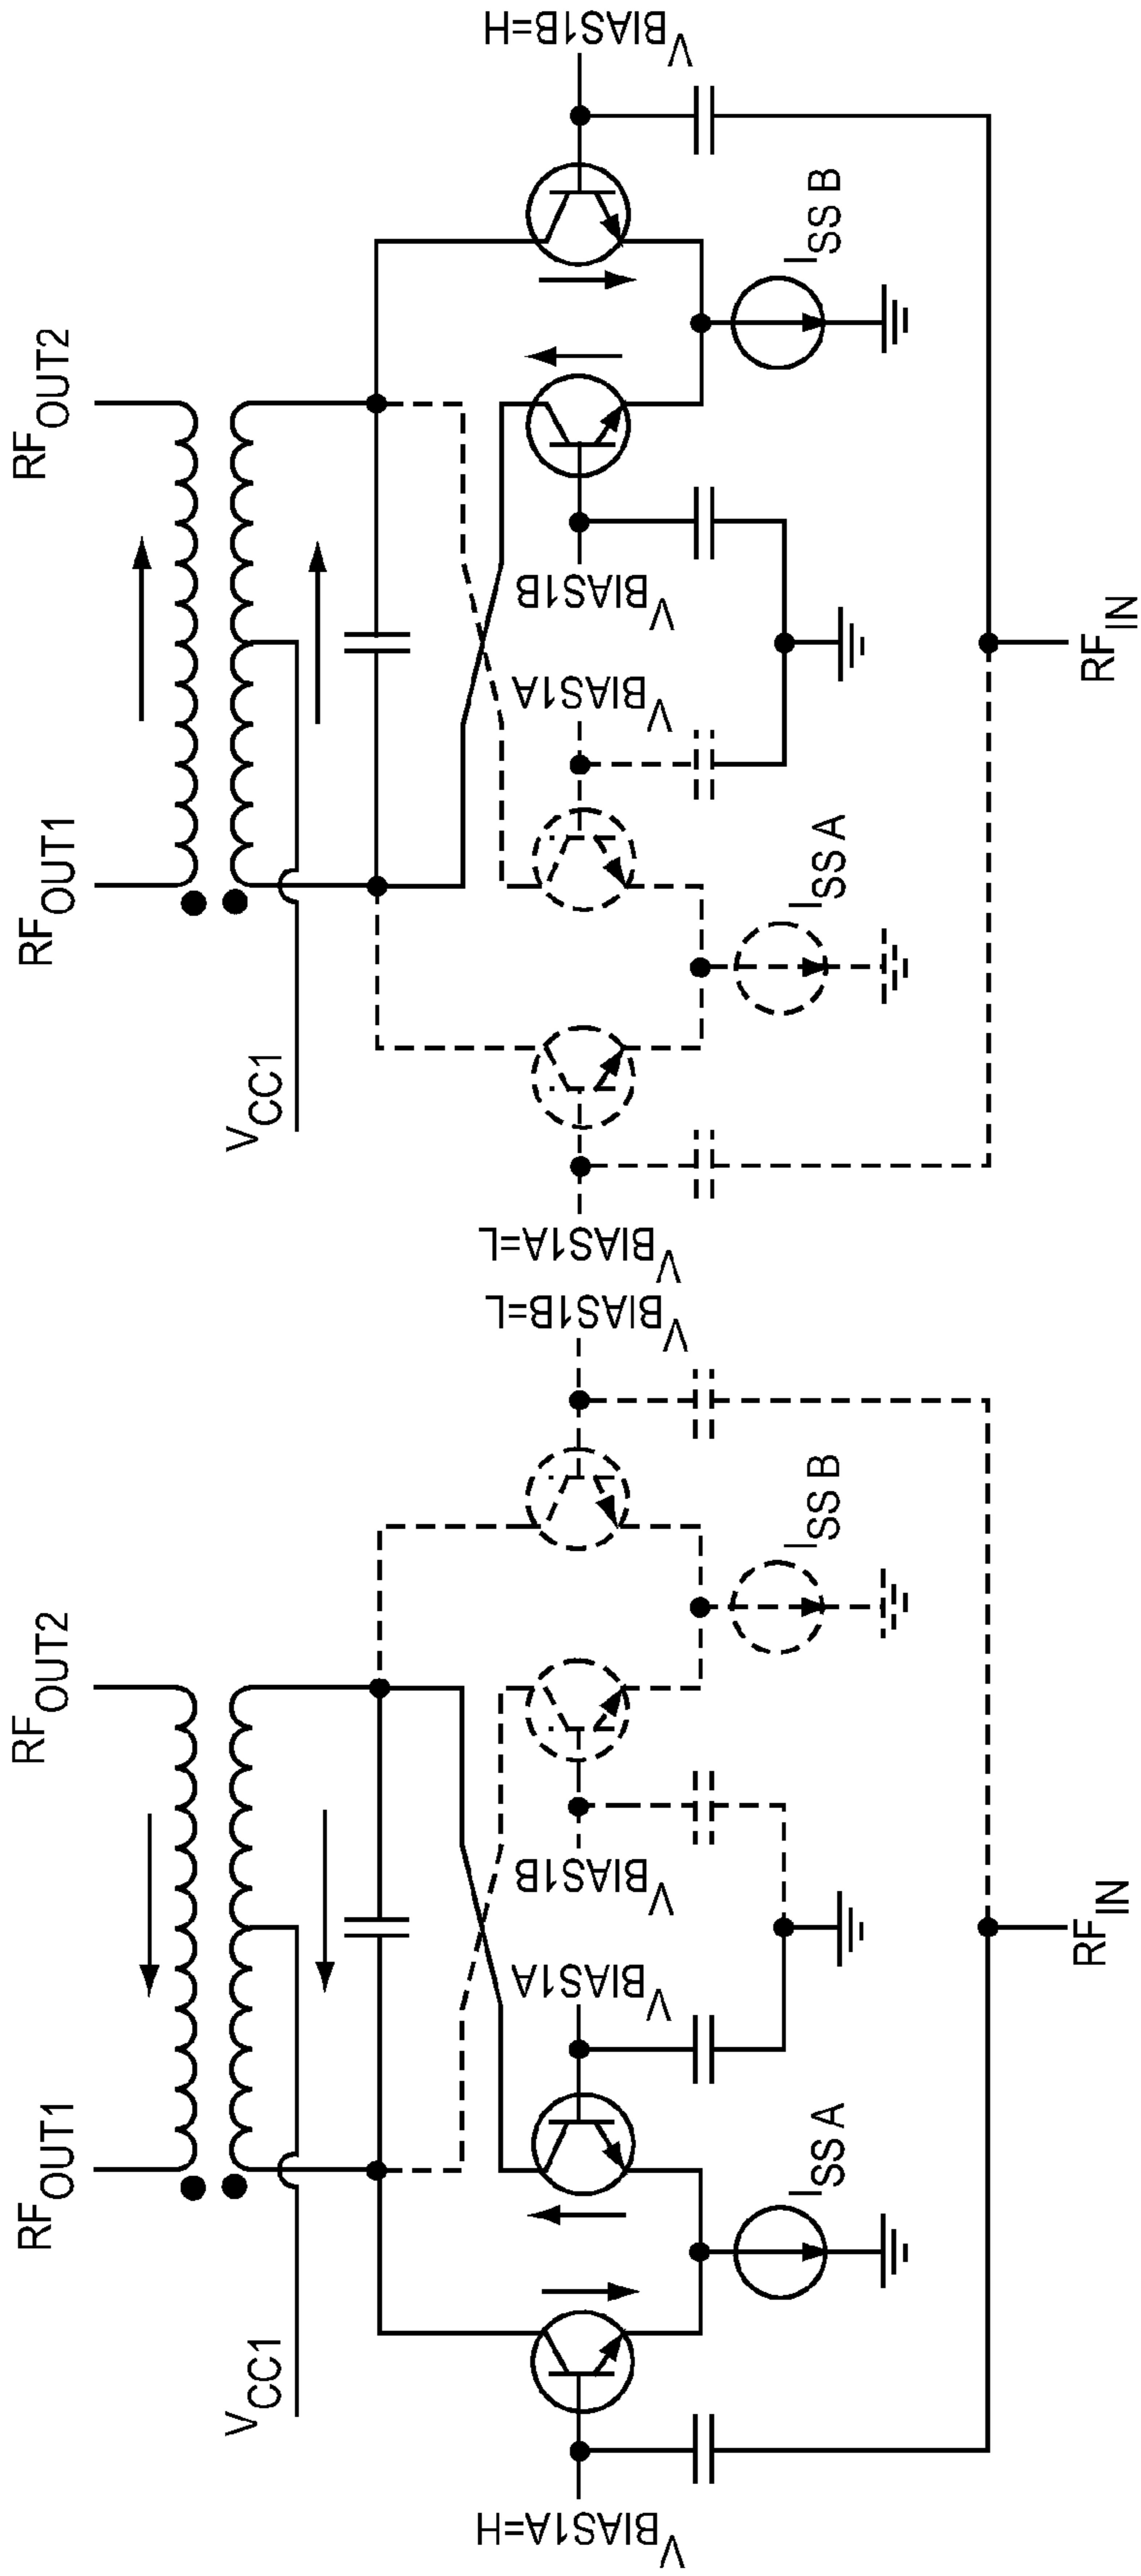 RFOUT1
RFOUT2
VCC1
VBIAS1A=H
VBIAS1A
VBIAS1B
VBIAS1B=L
ISS A
ISS B
RFIN
RFOUT1
RFOUT2
VCC1
VBIAS1A=L
VBIAS1A
VBIAS1B
VBIAS1B=H
ISS A
ISS B
RFIN